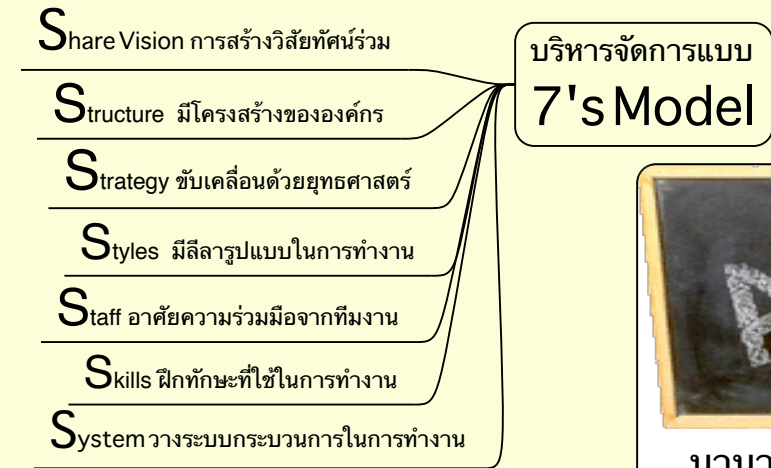 Share Vision การสร้างวิสัยทัศน์ร่วม
Structure มีโครงสร้างขององค์กร
Strategy ขับเคลื่อนด้วยยุทธศาสตร์
Styles มีลีลารูปแบบในการทำงาน
Staff อาศัยความร่วมมือจากทีมงาน
Skills ฝึกทักษะที่ใช้ในการทำงาน
System วางระบบกระบวนการในการทำงาน
บริหารจัดการแบบ
7's Model